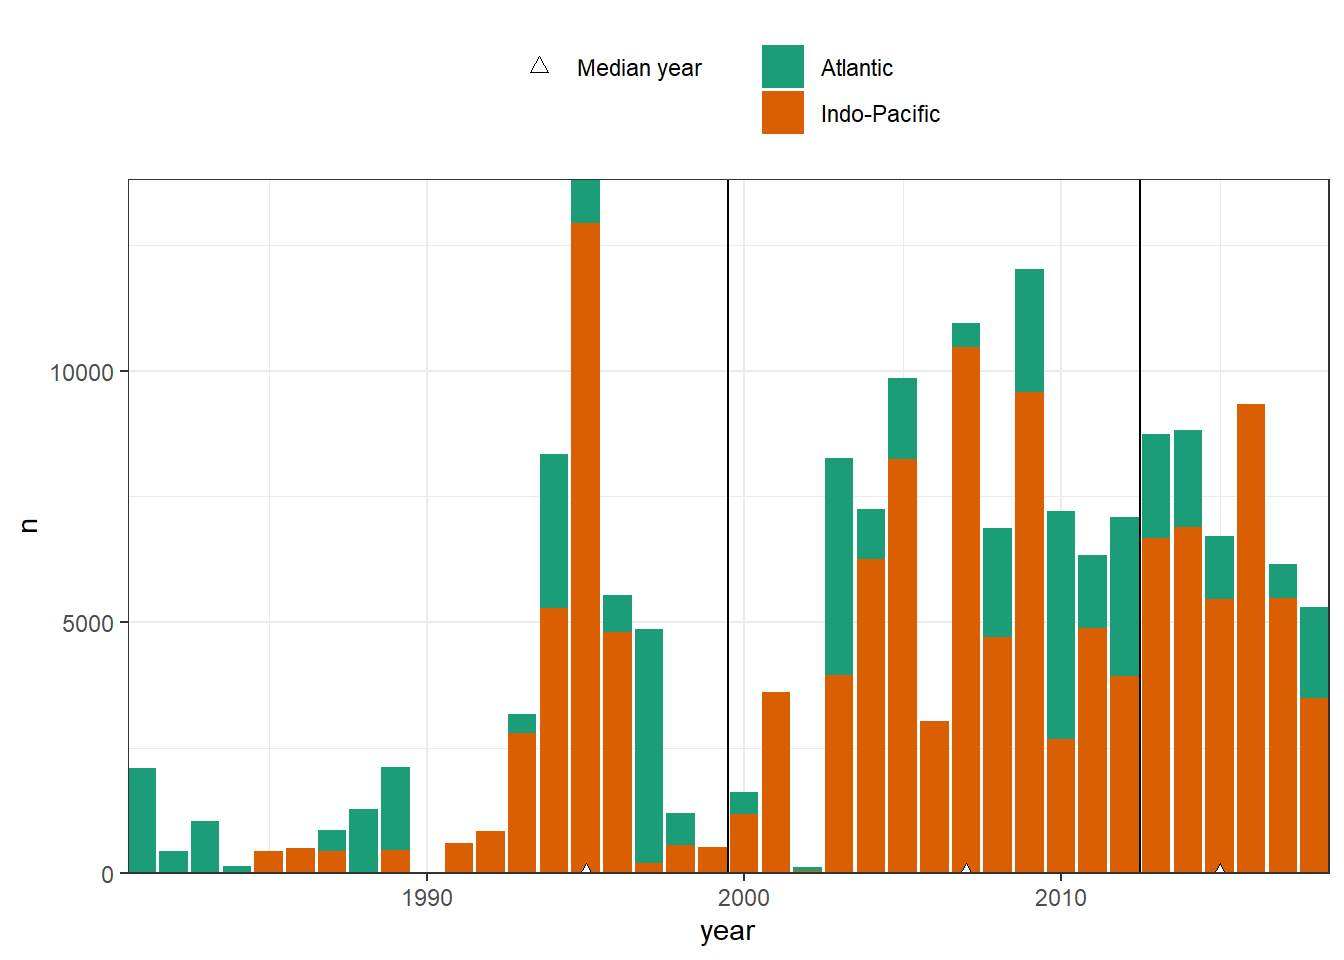 Median year
Atlantic
Indo-Pacific
n
10000
5000
0
1990
2000
2010
year